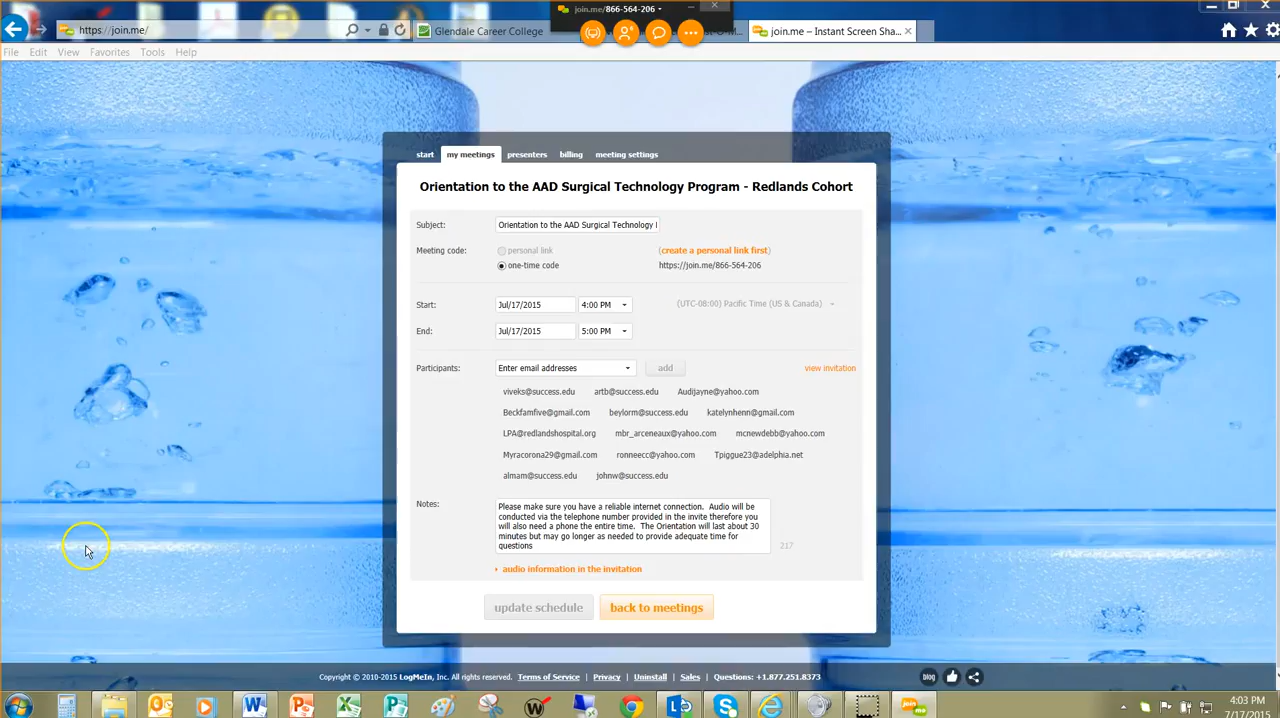 join.me/866-564-206
https://join.me/
Glendale Career College
join.me – Instant Screen Sha...
File Edit View Favorites Tools Help
start my meetings presenters billing meeting settings
Orientation to the AAD Surgical Technology Program - Redlands Cohort
Subject: Orientation to the AAD Surgical Technology
Meeting code: personal link (create a personal link first)
one-time code https://join.me/866-564-206
Start: Jul/17/2015 4:00 PM (UTC-08:00) Pacific Time (US & Canada)
End: Jul/17/2015 5:00 PM
Participants: Enter email addresses add view invitation
viveks@success.edu artb@success.edu Audijayne@yahoo.com
Beckfamfive@gmail.com beylorm@success.edu katelynhenn@gmail.com
LPA@redlandshospital.org mbr_arceneaux@yahoo.com mcnewdebb@yahoo.com
Myracorona29@gmail.com ronneecc@yahoo.com Tpiggue23@adelphia.net
almam@success.edu johnw@success.edu
Notes: Please make sure you have a reliable internet connection. Audio will be
conducted via the telephone number provided in the invite therefore you
will also need a phone the entire time. The Orientation will last about 30
minutes but may go longer as needed to provide adequate time for
questions
217
audio information in the invitation
update schedule back to meetings
Copyright © 2010-2015 LogMeIn, Inc. All rights reserved. Terms of Service Privacy Uninstall Sales Questions: +1.877.251.8373 blog
join.me
4:03 PM
7/17/2015